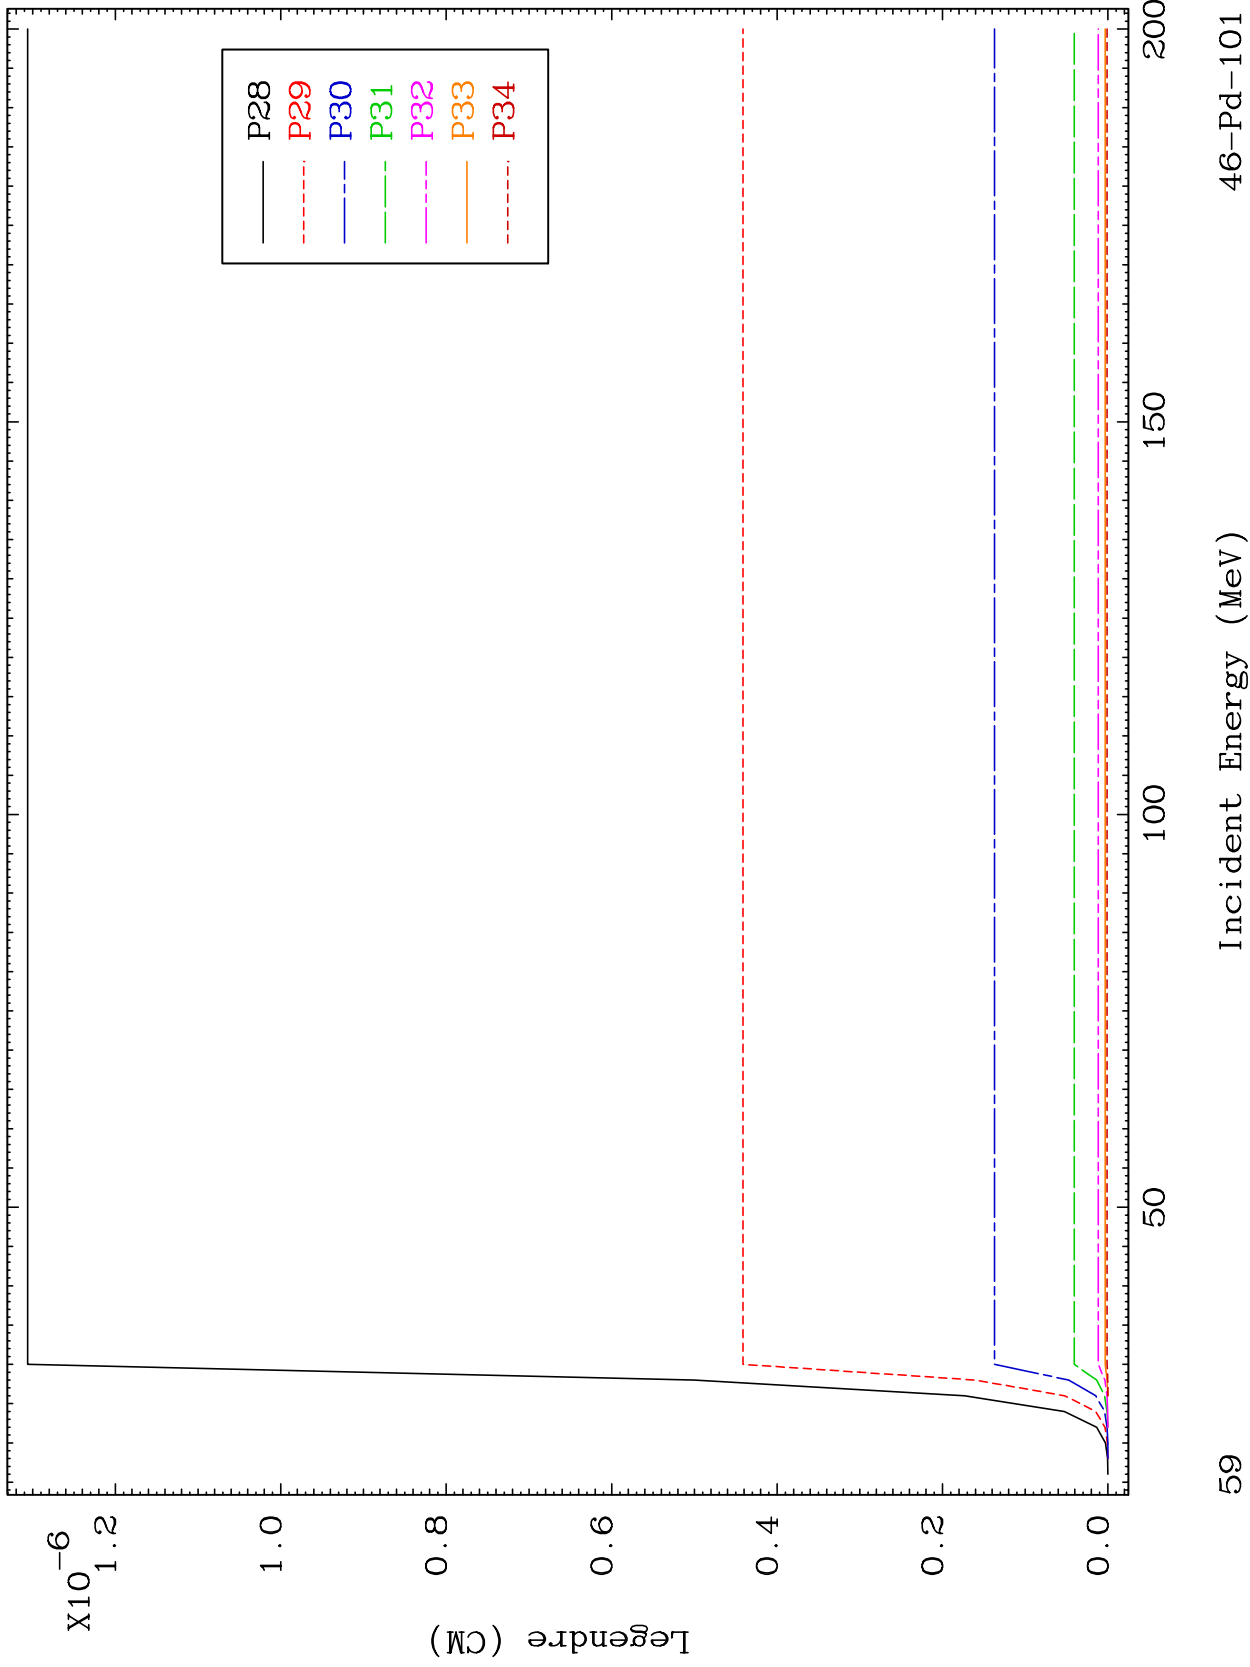 X10-6
1.2
1.0
0.8
0.6
0.4
0.2
0.0
Legendre (CM)
P28
P29
P30
P31
P32
P33
P34
50
100
150
200
Incident Energy (MeV)
59
46-Pd-101